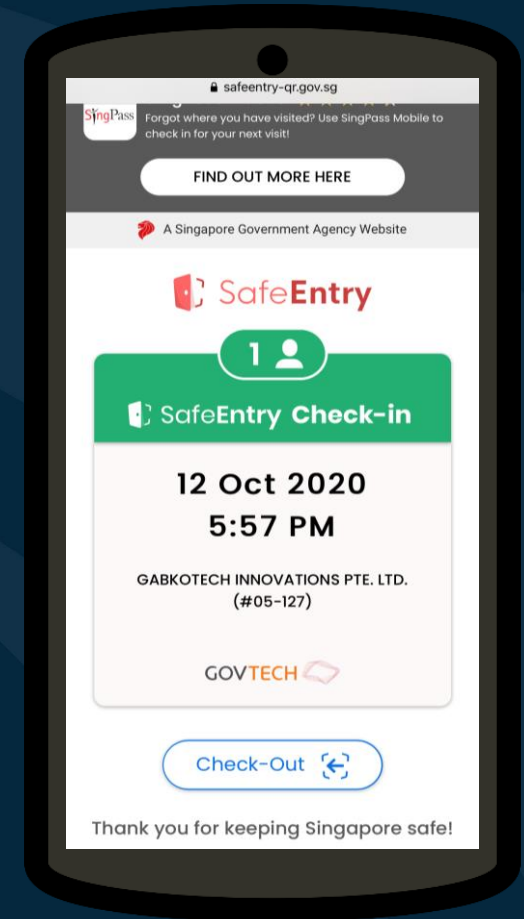 safeentry-qr.gov.sg
SingPass
Forgot where you have visited? Use SingPass Mobile to
check in for your next visit!
FIND OUT MORE HERE
A Singapore Government Agency Website
SafeEntry
1
SafeEntry Check-in
12 Oct 2020
5:57 PM
GABKOTECH INNOVATIONS PTE. LTD.
(#05-127)
GOVTECH
Check-Out
Thank you for keeping Singapore safe!